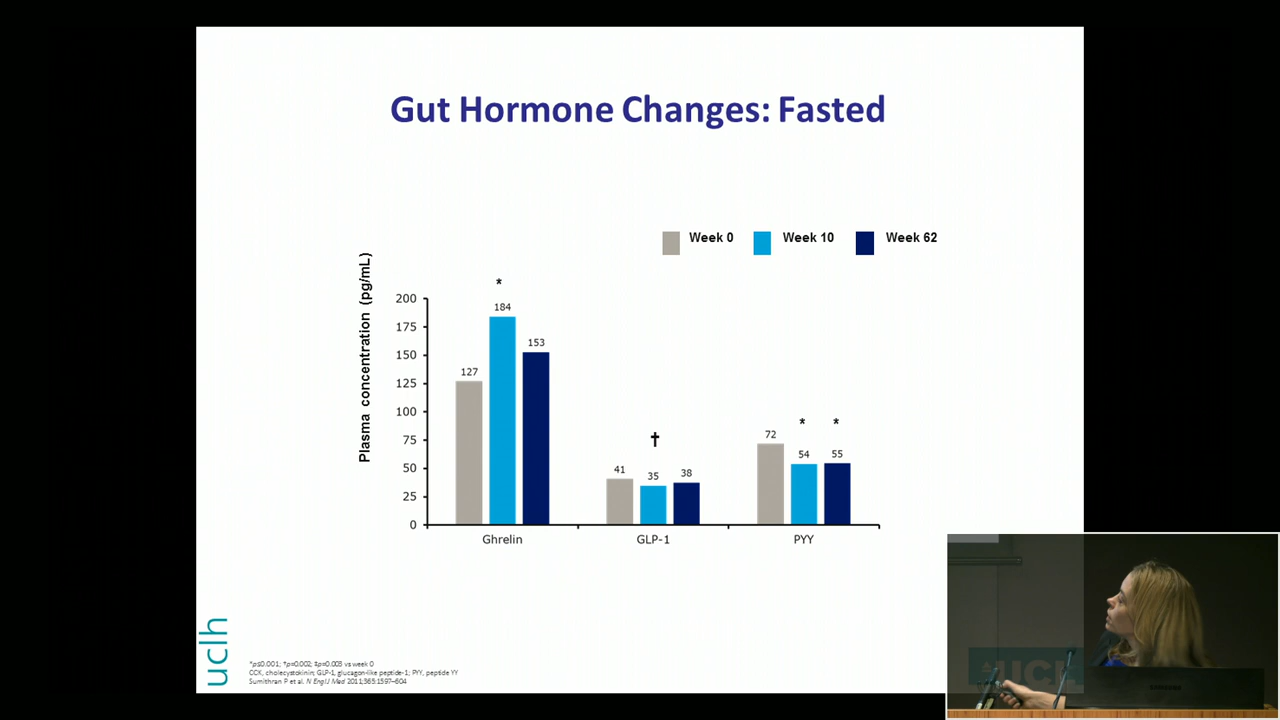 Gut Hormone Changes: Fasted
Week 0 Week 10 Week 62
Plasma concentration (pg/mL)
200
175
150
125
100
75
50
25
0
*
184
127
153
†
41
35
38
* *
72
54
55
Ghrelin GLP-1 PYY
uclh
*p≤0.001; †p=0.002; ‡p=0.003 vs week 0
CCK, cholecystokinin; GLP-1, glucagon-like peptide-1; PYY, peptide YY
Sumithran P et al. N Engl J Med 2011;365:1597–604
UCL
SAMSUNG